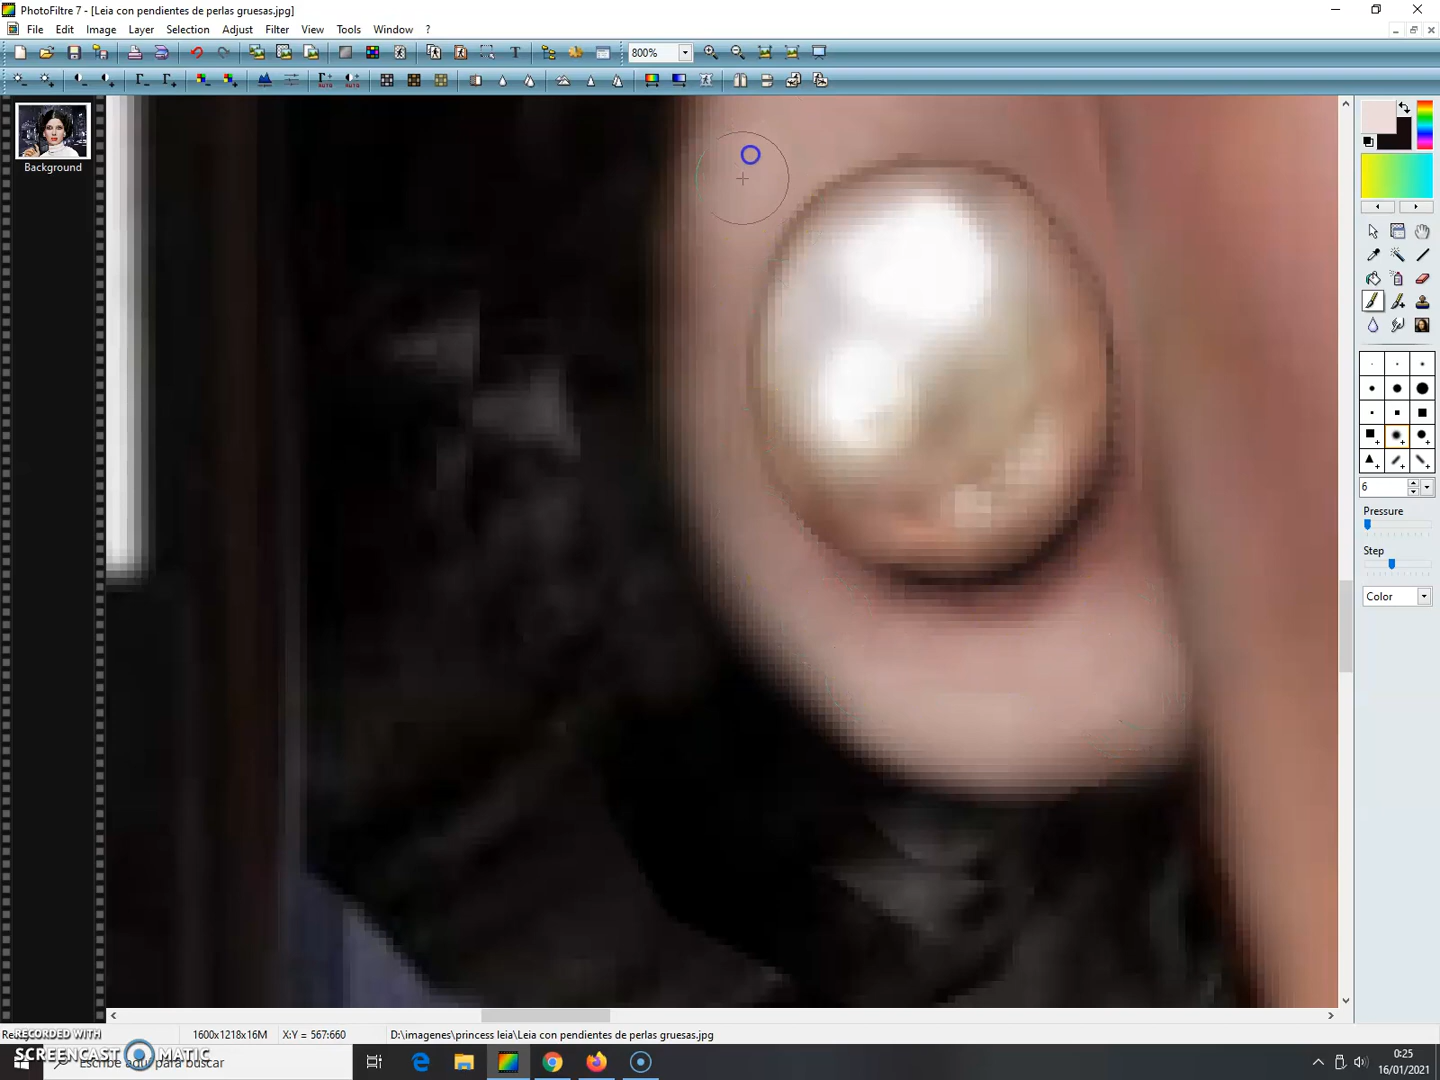 PhotoFiltre 7 - [Leia con pendientes de perlas gruesas.jpg]
File Edit Image Layer Selection Adjust Filter View Tools Window ?
800%
Background
6
Pressure
Step
Color
1600x1218x16M X:Y = 567:660 D:\imagenes\princess leia\Leia con pendientes de perlas gruesas.jpg
RECORDED WITH
SCREENCAST MATIC
Escribe aquí para buscar
0:25
16/01/2021